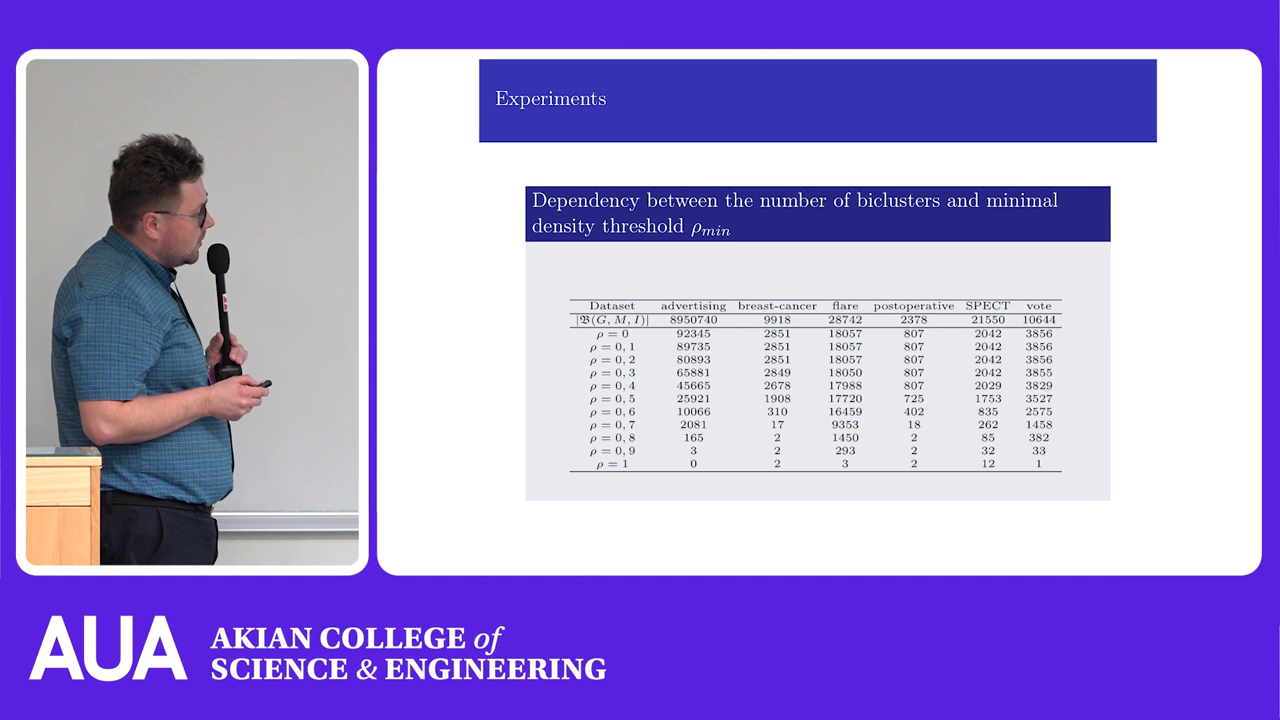 Experiments
Dependency between the number of biclusters and minimal
density threshold ρmin
Dataset advertising breast-cancer flare postoperative SPECT vote
|𝔅(G, M, I)| 8950740 9918 28742 2378 21550 10644
ρ = 0 92345 2851 18057 807 2042 3856
ρ = 0, 1 89735 2851 18057 807 2042 3856
ρ = 0, 2 80893 2851 18057 807 2042 3856
ρ = 0, 3 65881 2849 18050 807 2042 3855
ρ = 0, 4 45665 2678 17988 807 2029 3829
ρ = 0, 5 25921 1908 17720 725 1753 3527
ρ = 0, 6 10066 310 16459 402 835 2575
ρ = 0, 7 2081 17 9353 18 262 1458
ρ = 0, 8 165 2 1450 2 85 382
ρ = 0, 9 3 2 293 2 32 33
ρ = 1 0 2 3 2 12 1
AUA
AKIAN COLLEGE of
SCIENCE & ENGINEERING